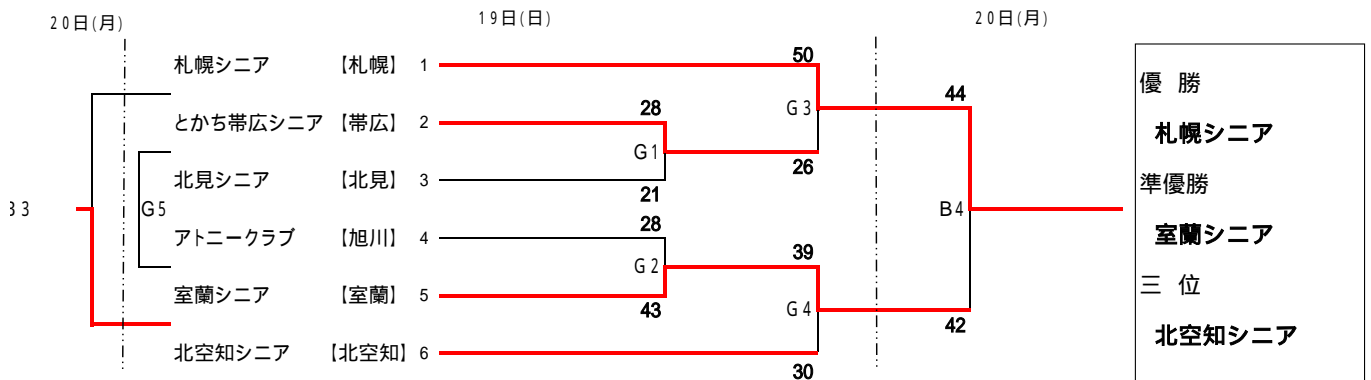 20日(月) 19日(日) 20日(月)
札幌シニア 【札幌】 1 50
優 勝
28 G3 44
とかち帯広シニア 【帯広】 2
札幌シニア
G1
26
北見シニア 【北見】 3
準優勝
21
33 G5 B4
アトニークラブ 【旭川】 4 28
室蘭シニア
39
G2
室蘭シニア 【室蘭】 5
三 位
43 G4 42
北空知シニア
北空知シニア 【北空知】 6
30